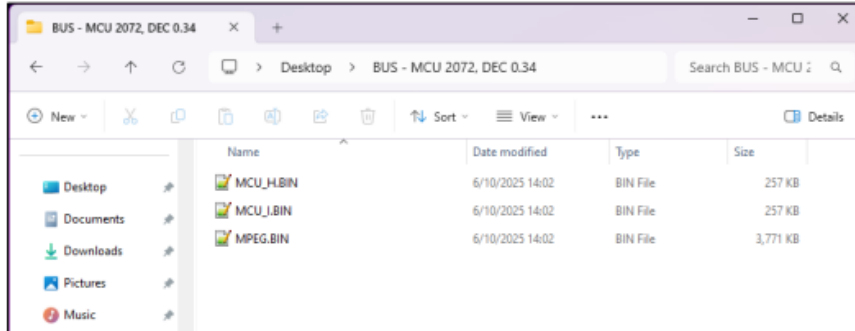 BUS - MCU 2072, DEC 0.34
Desktop > BUS - MCU 2072, DEC 0.34
Search BUS - MCU
New Sort View ... Details
Name Date modified Type Size
Desktop
Documents
Downloads
Pictures
Music
MCU_H.BIN 6/10/2025 14:02 BIN File 257 KB
MCU_I.BIN 6/10/2025 14:02 BIN File 257 KB
MPEG.BIN 6/10/2025 14:02 BIN File 3,771 KB